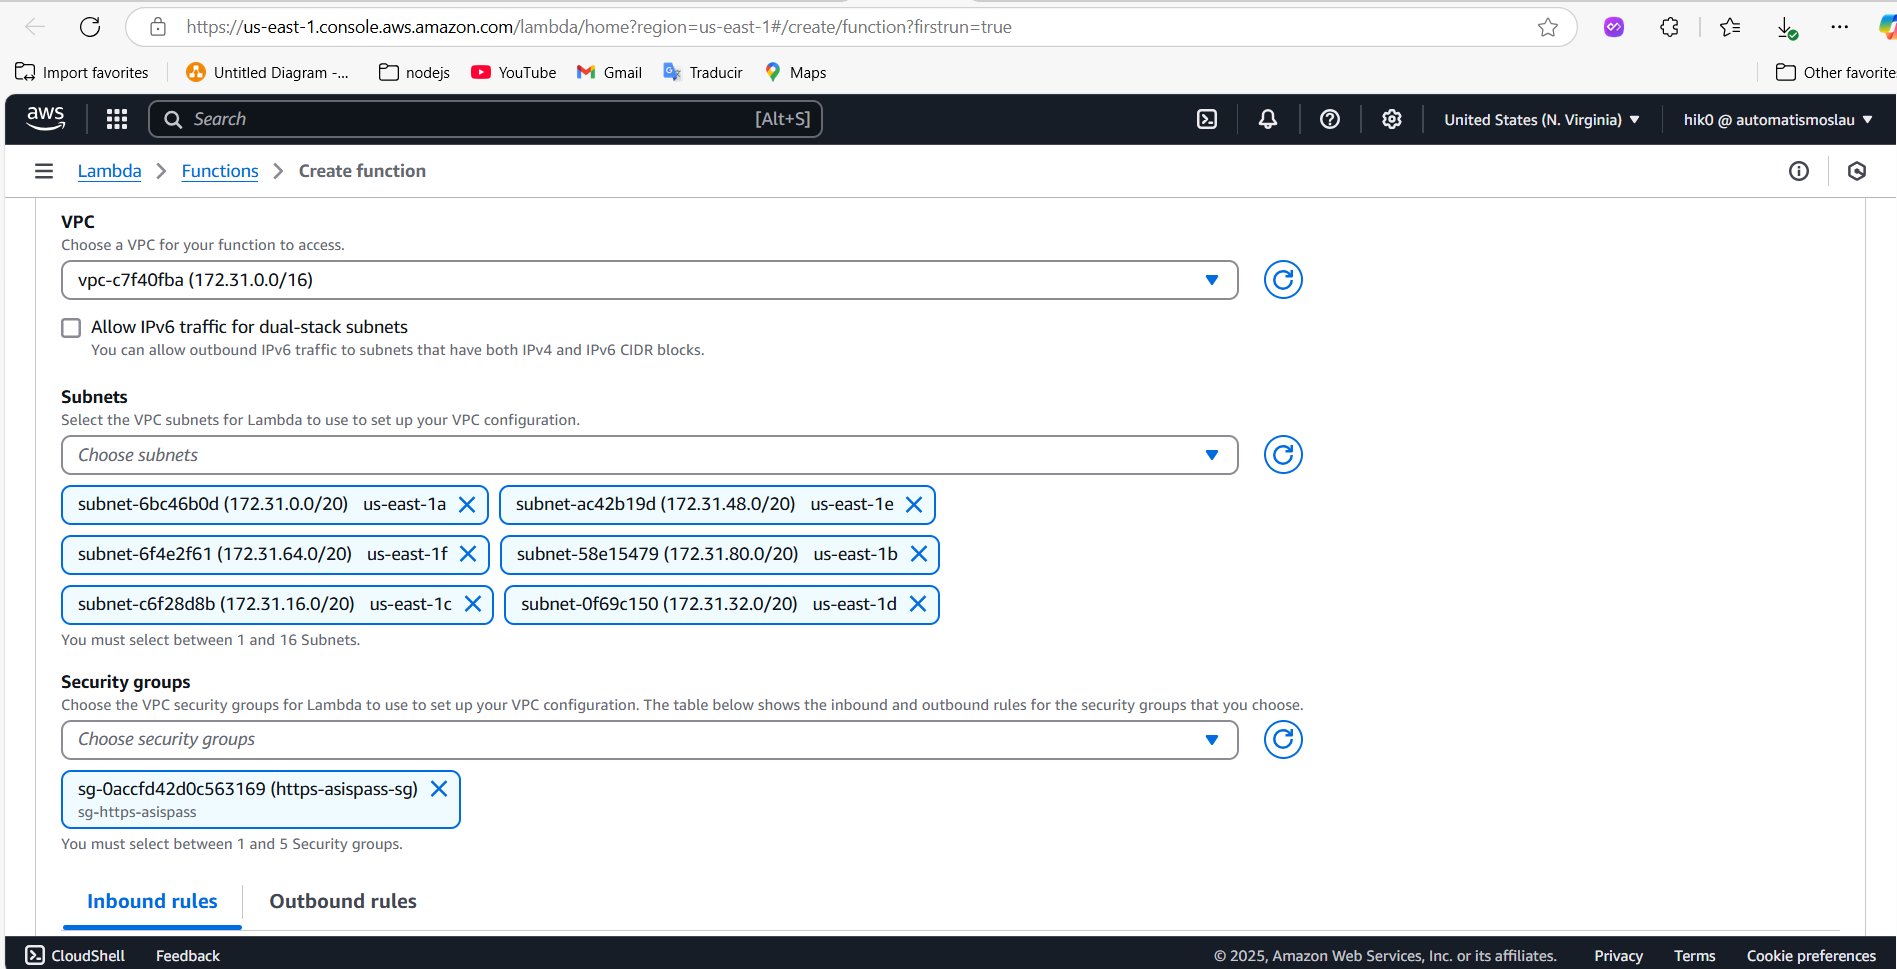 https://us-east-1.console.aws.amazon.com/lambda/home?region=us-east-1#/create/function?firstrun=true
Import favorites Untitled Diagram -... nodejs YouTube Gmail Traducir Maps Other favorite
aws Search [Alt+S] United States (N. Virginia) hik0 @ automatismoslau
Lambda Functions Create function
VPC
Choose a VPC for your function to access.
vpc-c7f40fba (172.31.0.0/16)
Allow IPv6 traffic for dual-stack subnets
You can allow outbound IPv6 traffic to subnets that have both IPv4 and IPv6 CIDR blocks.
Subnets
Select the VPC subnets for Lambda to use to set up your VPC configuration.
Choose subnets
subnet-6bc46b0d (172.31.0.0/20) us-east-1a subnet-ac42b19d (172.31.48.0/20) us-east-1e
subnet-6f4e2f61 (172.31.64.0/20) us-east-1f subnet-58e15479 (172.31.80.0/20) us-east-1b
subnet-c6f28d8b (172.31.16.0/20) us-east-1c subnet-0f69c150 (172.31.32.0/20) us-east-1d
You must select between 1 and 16 Subnets.
Security groups
Choose the VPC security groups for Lambda to use to set up your VPC configuration. The table below shows the inbound and outbound rules for the security groups that you choose.
Choose security groups
sg-0accfd42d0c563169 (https-asispass-sg)
sg-https-asispass
You must select between 1 and 5 Security groups.
Inbound rules Outbound rules
CloudShell Feedback © 2025, Amazon Web Services, Inc. or its affiliates. Privacy Terms Cookie preferences